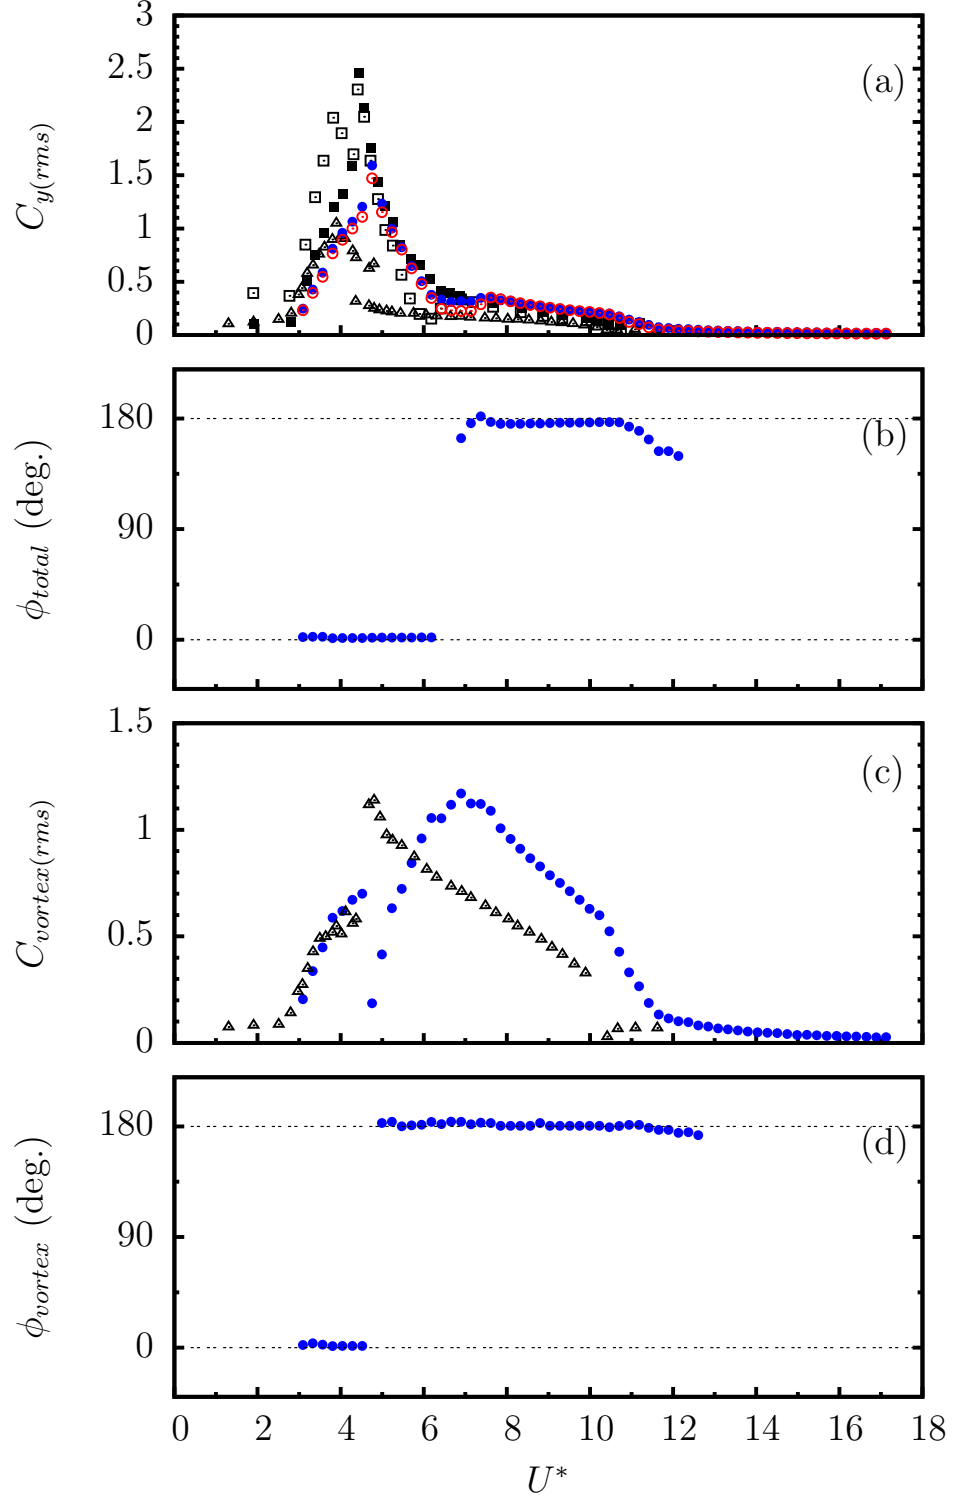 3
2.5
2
1.5
1
0.5
0
C_{y(rms)}
(a)
180
90
0
ϕ_{total} (deg.)
(b)
1.5
1
0.5
0
C_{vortex(rms)}
(c)
180
90
0
ϕ_{vortex} (deg.)
(d)
0 2 4 6 8 10 12 14 16 18
U*